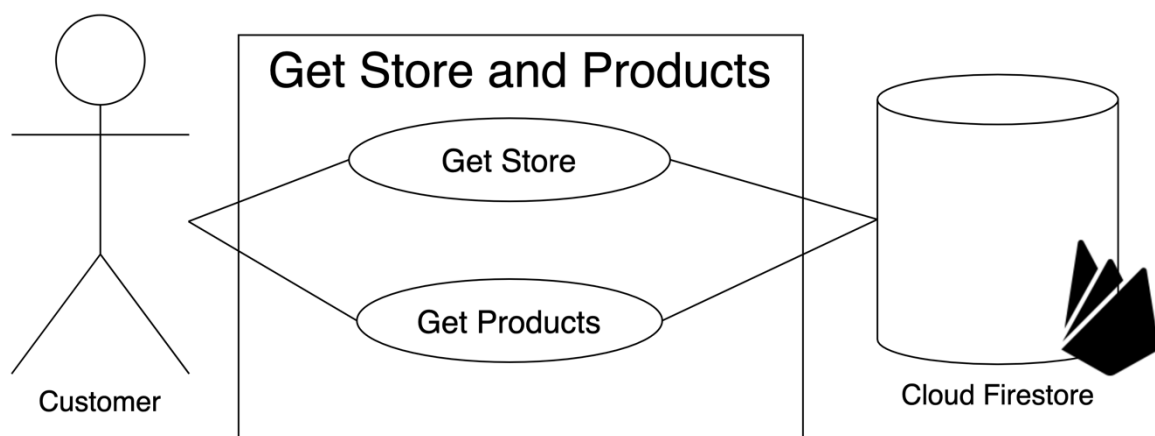 Get Store and Products
Get Store
Get Products
Customer
Cloud Firestore